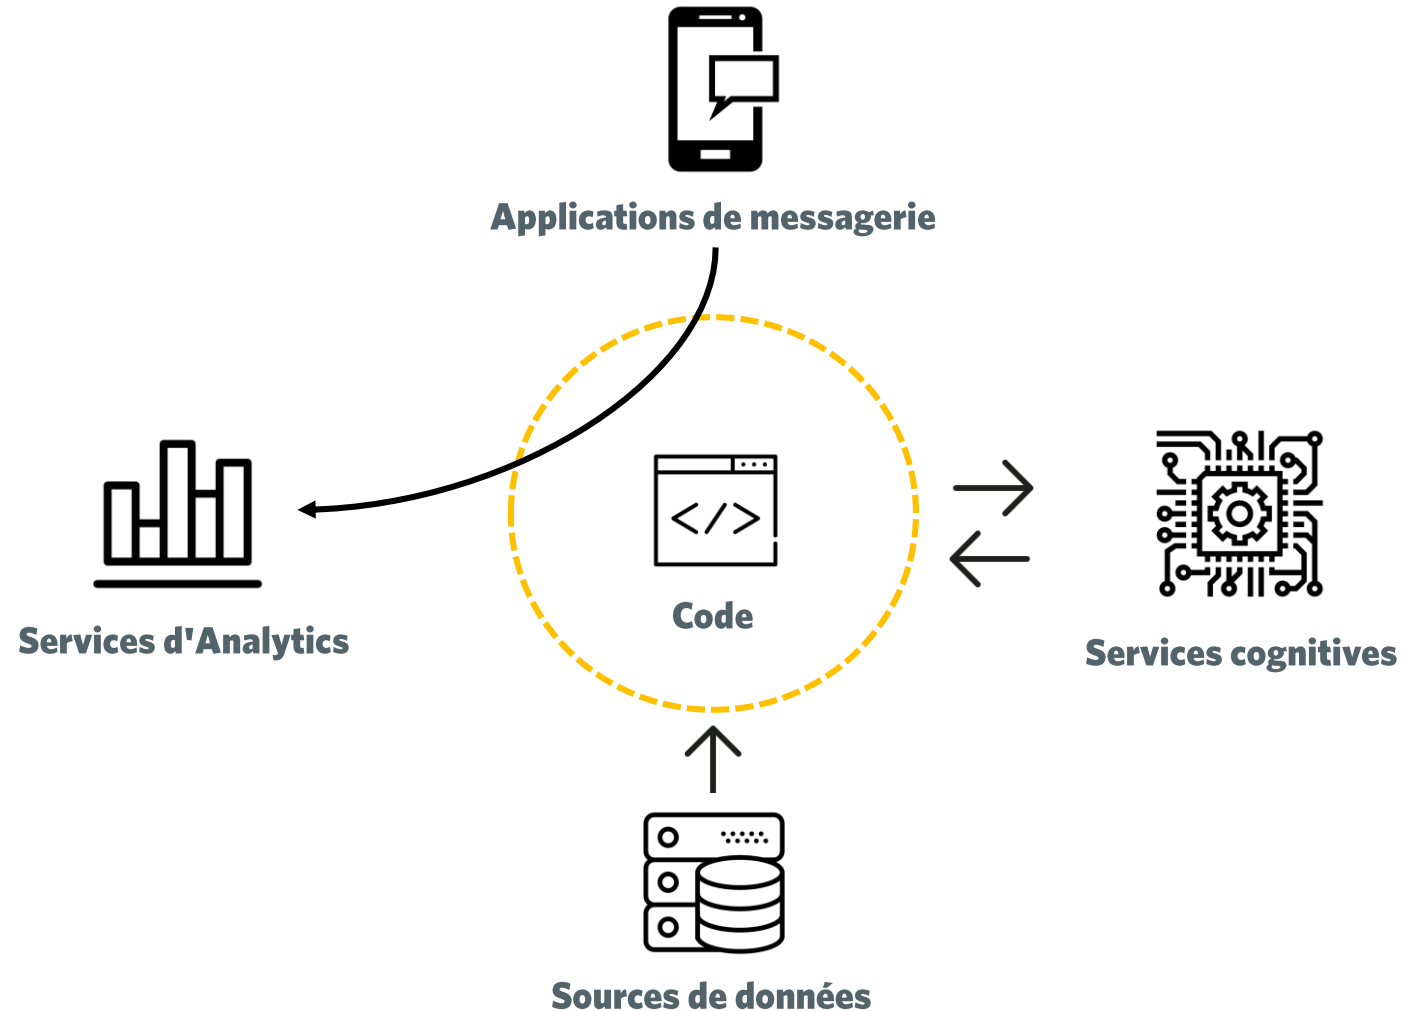 Applications de messagerie
</>
Code
Services d'Analytics
Services cognitives
Sources de données